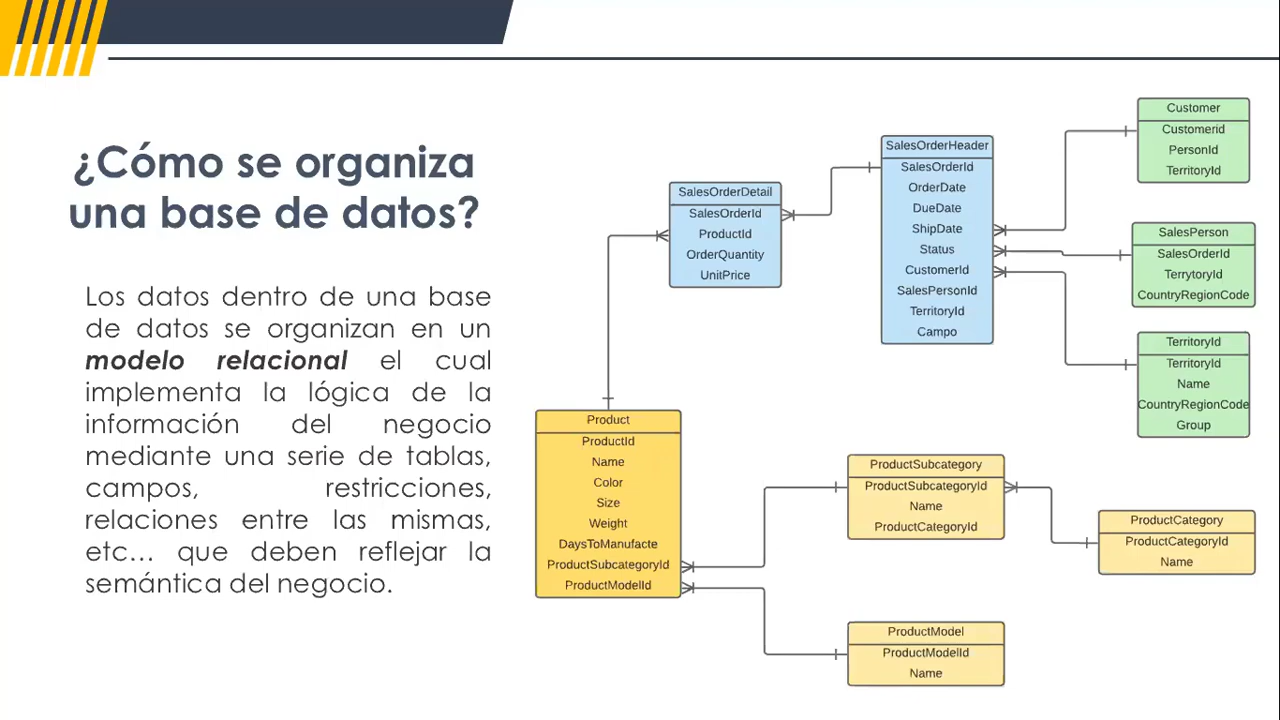 ¿Cómo se organiza
una base de datos?
Los datos dentro de una base
de datos se organizan en un
modelo relacional el cual
implementa la lógica de la
información del negocio
mediante una serie de tablas,
campos, restricciones,
relaciones entre las mismas,
etc... que deben reflejar la
semántica del negocio.
SalesOrderDetail
SalesOrderId
ProductId
OrderQuantity
UnitPrice
SalesOrderHeader
SalesOrderId
OrderDate
DueDate
ShipDate
Status
CustomerId
SalesPersonId
TerritoryId
Campo
Customer
Customerid
PersonId
TerritoryId
SalesPerson
SalesOrderId
TerrytoryId
CountryRegionCode
TerritoryId
TerritoryId
Name
CountryRegionCode
Group
Product
ProductId
Name
Color
Size
Weight
DaysToManufacte
ProductSubcategoryId
ProductModelId
ProductSubcategory
ProductSubcategoryId
Name
ProductCategoryId
ProductCategory
ProductCategoryId
Name
ProductModel
ProductModelId
Name